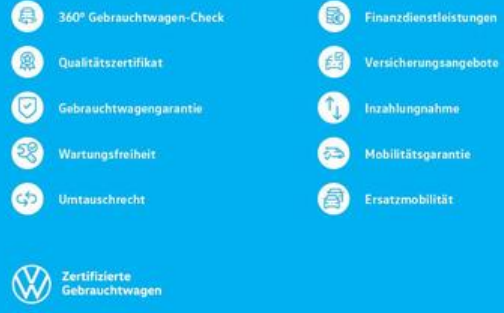 360° Gebrauchtwagen-Check
Qualitätszertifikat
Gebrauchtwagengarantie
Wartungsfreiheit
Umtauschrecht
Finanzdienstleistungen
Versicherungsangebote
Inzahlungnahme
Mobilitätsgarantie
Ersatzmobilität
Zertifizierte
Gebrauchtwagen